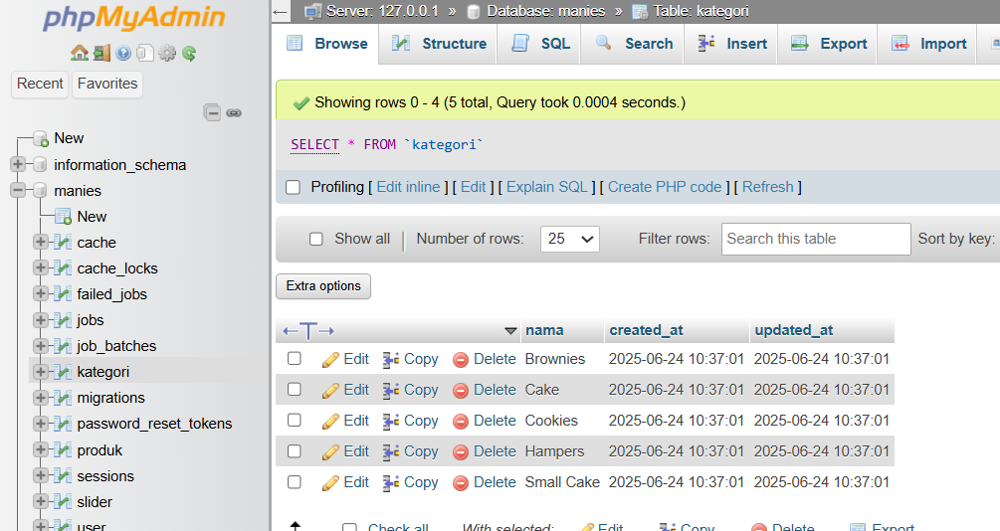 phpMyAdmin
Recent Favorites
New
information_schema
manies
New
cache
cache_locks
failed_jobs
jobs
job_batches
kategori
migrations
password_reset_tokens
produk
sessions
slider
user
Server: 127.0.0.1 » Database: manies » Table: kategori
Browse Structure SQL Search Insert Export Import
Showing rows 0 - 4 (5 total, Query took 0.0004 seconds.)
SELECT * FROM `kategori`
Profiling [ Edit inline ] [ Edit ] [ Explain SQL ] [ Create PHP code ] [ Refresh ]
Show all | Number of rows: 25 Filter rows: Search this table Sort by key:
Extra options
←T→ nama created_at updated_at
Edit Copy Delete Brownies 2025-06-24 10:37:01 2025-06-24 10:37:01
Edit Copy Delete Cake 2025-06-24 10:37:01 2025-06-24 10:37:01
Edit Copy Delete Cookies 2025-06-24 10:37:01 2025-06-24 10:37:01
Edit Copy Delete Hampers 2025-06-24 10:37:01 2025-06-24 10:37:01
Edit Copy Delete Small Cake 2025-06-24 10:37:01 2025-06-24 10:37:01
Check all With selected: Edit Copy Delete Export